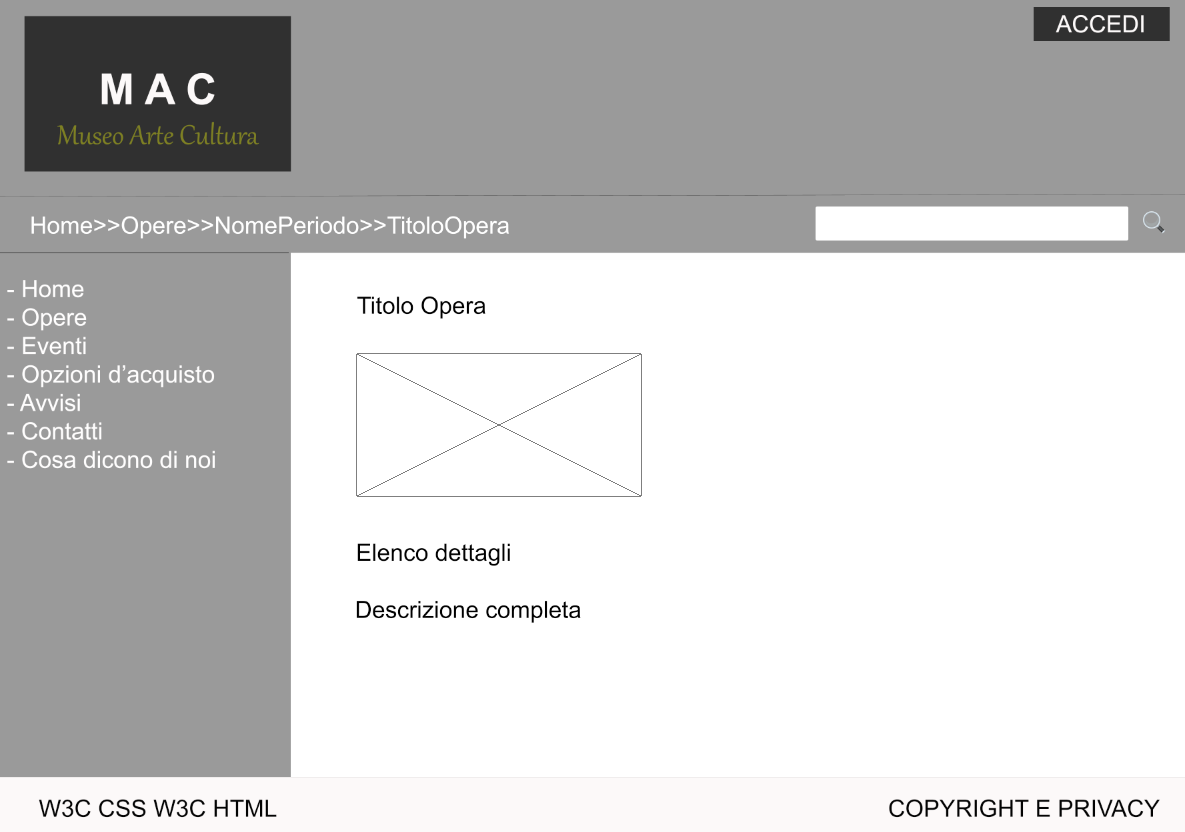 ACCEDI
M A C
Museo Arte Cultura
Home>>Opere>>NomePeriodo>>TitoloOpera
- Home
- Opere
- Eventi
- Opzioni d’acquisto
- Avvisi
- Contatti
- Cosa dicono di noi
Titolo Opera
Elenco dettagli
Descrizione completa
W3C CSS W3C HTML
COPYRIGHT E PRIVACY